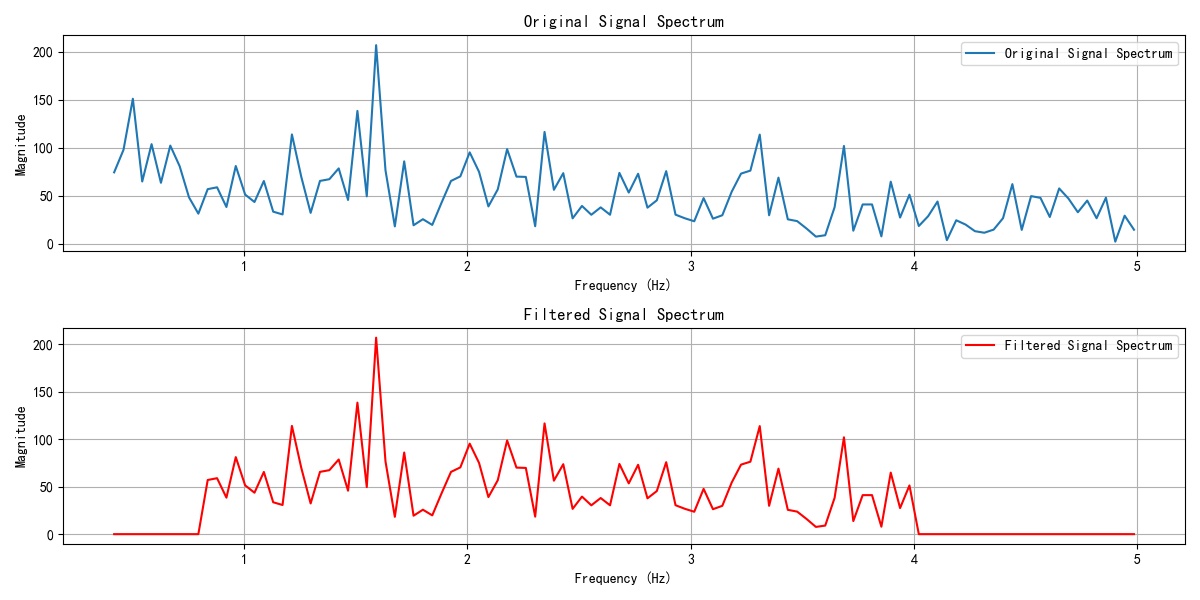 Original Signal Spectrum
Original Signal Spectrum
Magnitude
200
150
100
50
0
1
2
3
4
5
Frequency (Hz)
Filtered Signal Spectrum
Filtered Signal Spectrum
Magnitude
200
150
100
50
0
1
2
3
4
5
Frequency (Hz)